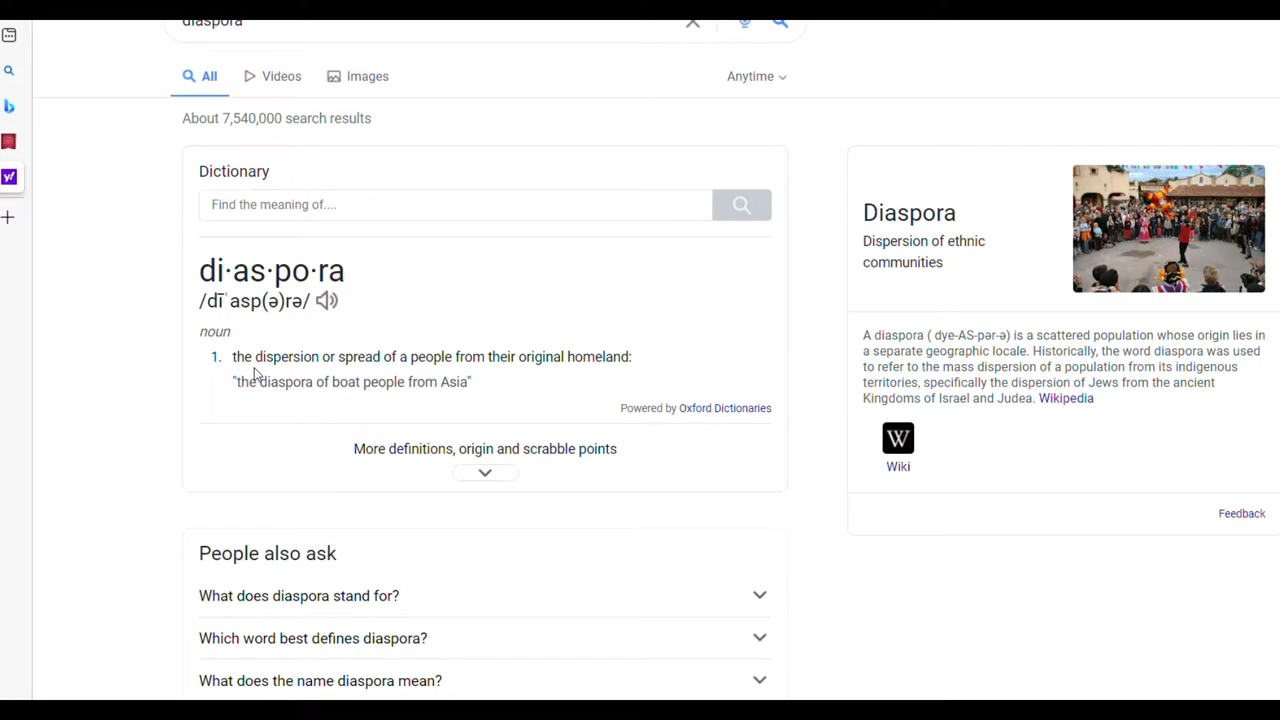 diaspora
All Videos Images Anytime
About 7,540,000 search results
Dictionary
Find the meaning of....
di·as·po·ra
/dīˈasp(ə)rə/
noun
1. the dispersion or spread of a people from their original homeland:
"the diaspora of boat people from Asia"
Powered by Oxford Dictionaries
More definitions, origin and scrabble points
People also ask
What does diaspora stand for?
Which word best defines diaspora?
What does the name diaspora mean?
Diaspora
Dispersion of ethnic
communities
A diaspora ( dye-AS-pər-ə) is a scattered population whose origin lies in
a separate geographic locale. Historically, the word diaspora was used
to refer to the mass dispersion of a population from its indigenous
territories, specifically the dispersion of Jews from the ancient
Kingdoms of Israel and Judea. Wikipedia
W
Wiki
Feedback
b
y!